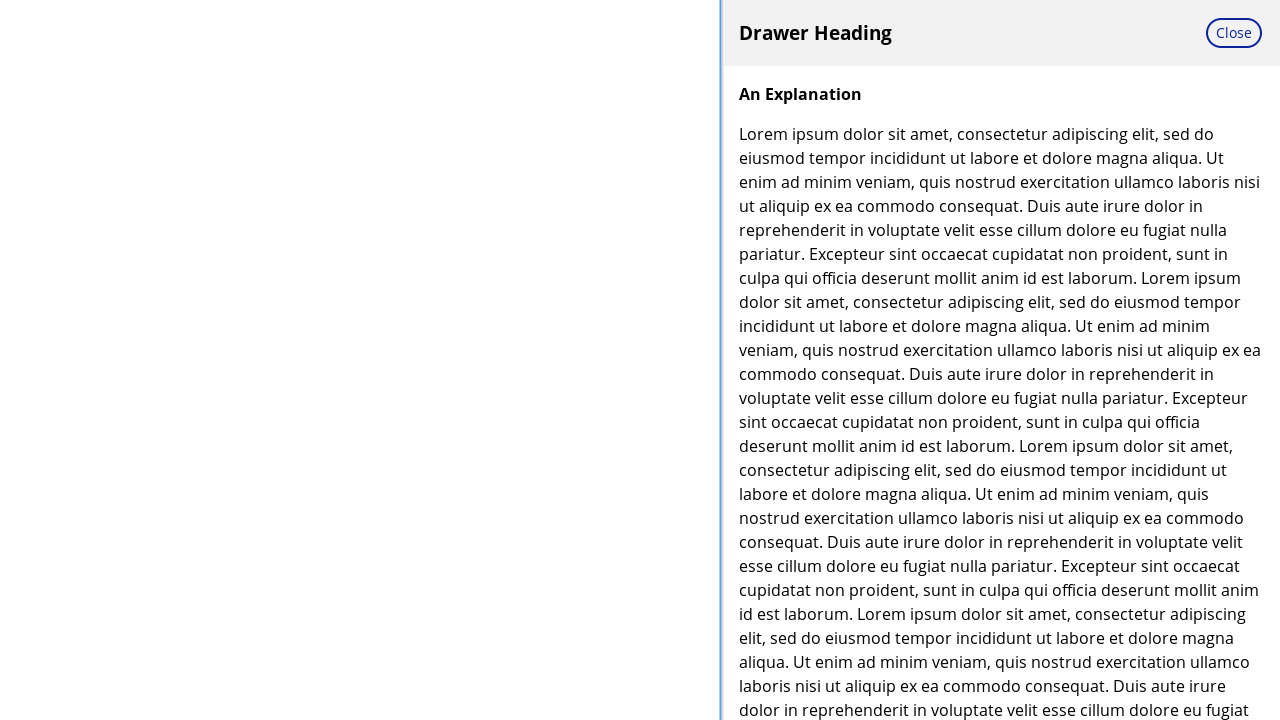 Drawer Heading
Close
An Explanation
Lorem ipsum dolor sit amet, consectetur adipiscing elit, sed do
eiusmod tempor incididunt ut labore et dolore magna aliqua. Ut
enim ad minim veniam, quis nostrud exercitation ullamco laboris nisi
ut aliquip ex ea commodo consequat. Duis aute irure dolor in
reprehenderit in voluptate velit esse cillum dolore eu fugiat nulla
pariatur. Excepteur sint occaecat cupidatat non proident, sunt in
culpa qui officia deserunt mollit anim id est laborum. Lorem ipsum
dolor sit amet, consectetur adipiscing elit, sed do eiusmod tempor
incididunt ut labore et dolore magna aliqua. Ut enim ad minim
veniam, quis nostrud exercitation ullamco laboris nisi ut aliquip ex ea
commodo consequat. Duis aute irure dolor in reprehenderit in
voluptate velit esse cillum dolore eu fugiat nulla pariatur. Excepteur
sint occaecat cupidatat non proident, sunt in culpa qui officia
deserunt mollit anim id est laborum. Lorem ipsum dolor sit amet,
consectetur adipiscing elit, sed do eiusmod tempor incididunt ut
labore et dolore magna aliqua. Ut enim ad minim veniam, quis
nostrud exercitation ullamco laboris nisi ut aliquip ex ea commodo
consequat. Duis aute irure dolor in reprehenderit in voluptate velit
esse cillum dolore eu fugiat nulla pariatur. Excepteur sint occaecat
cupidatat non proident, sunt in culpa qui officia deserunt mollit anim
id est laborum. Lorem ipsum dolor sit amet, consectetur adipiscing
elit, sed do eiusmod tempor incididunt ut labore et dolore magna
aliqua. Ut enim ad minim veniam, quis nostrud exercitation ullamco
laboris nisi ut aliquip ex ea commodo consequat. Duis aute irure
dolor in reprehenderit in voluptate velit esse cillum dolore eu fugiat